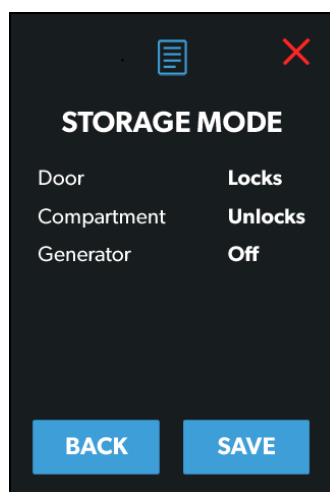 STORAGE MODE
Door Locks
Compartment Unlocks
Generator Off
BACK SAVE